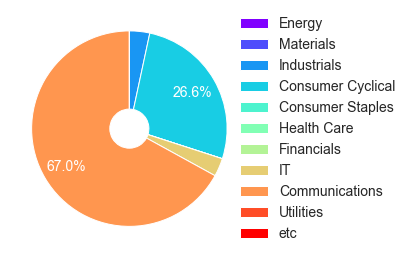 Energy
Materials
Industrials
Consumer Cyclical
Consumer Staples
Health Care
Financials
IT
Communications
Utilities
etc
26.6%
67.0%